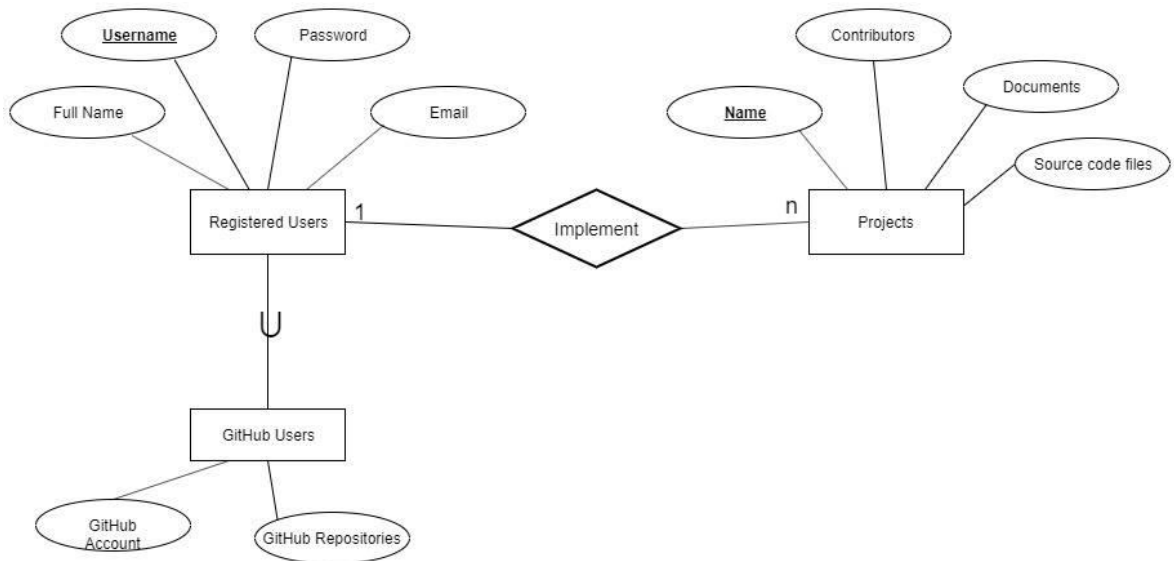 Username
Password
Contributors
Full Name
Email
Name
Documents
Source code files
Registered Users
1
Implement
n
Projects
U
GitHub Users
GitHub
Account
GitHub Repositories